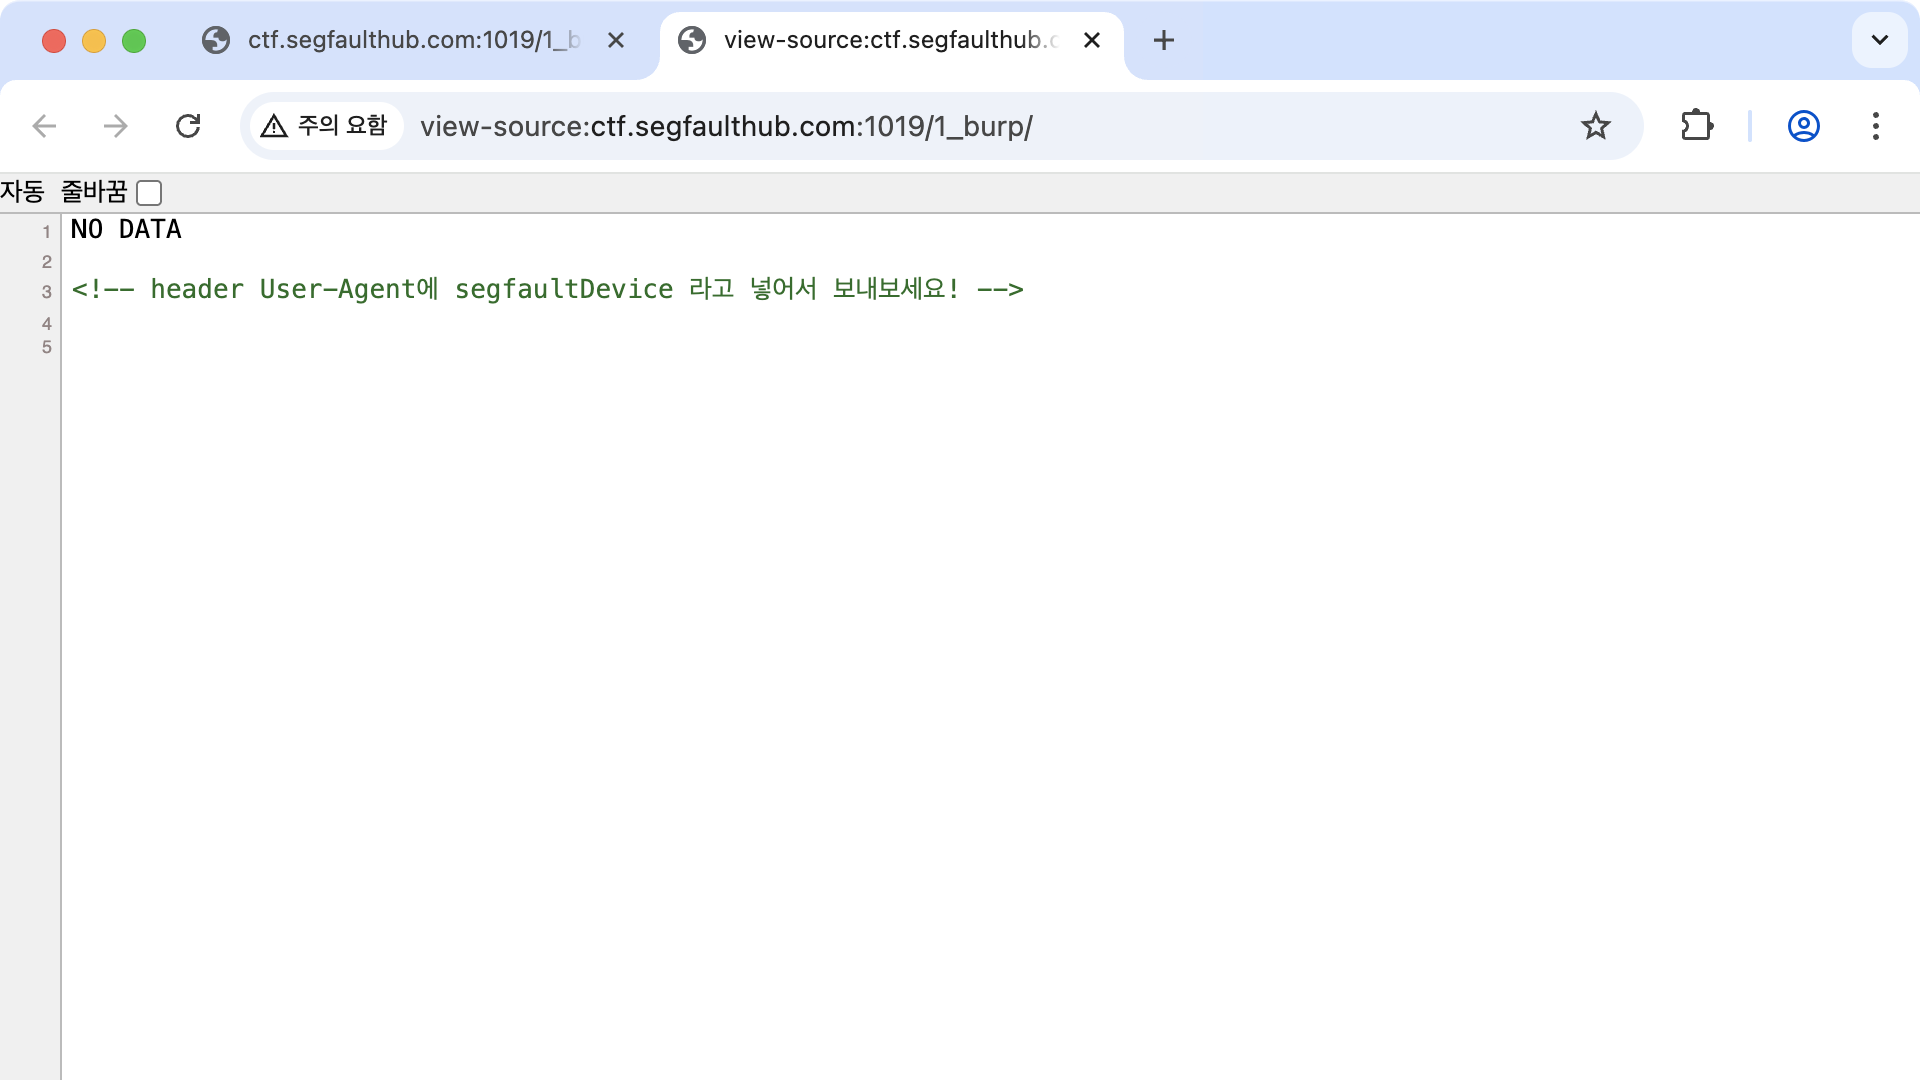 ctf.segfaulthub.com:1019/1_b
view-source:ctf.segfaulthub.c
주의 요함
view-source:ctf.segfaulthub.com:1019/1_burp/
자동 줄바꿈
1 NO DATA
2
3 <!-- header User-Agent에 segfaultDevice 라고 넣어서 보내보세요! -->
4
5